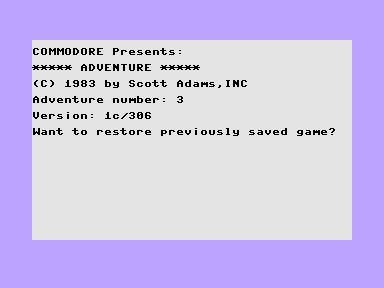 COMMODORE Presents:
***** ADVENTURE *****
(C) 1983 by Scott Adams,INC
Adventure number: 3
Version: 1c/306
Want to restore previously saved game?